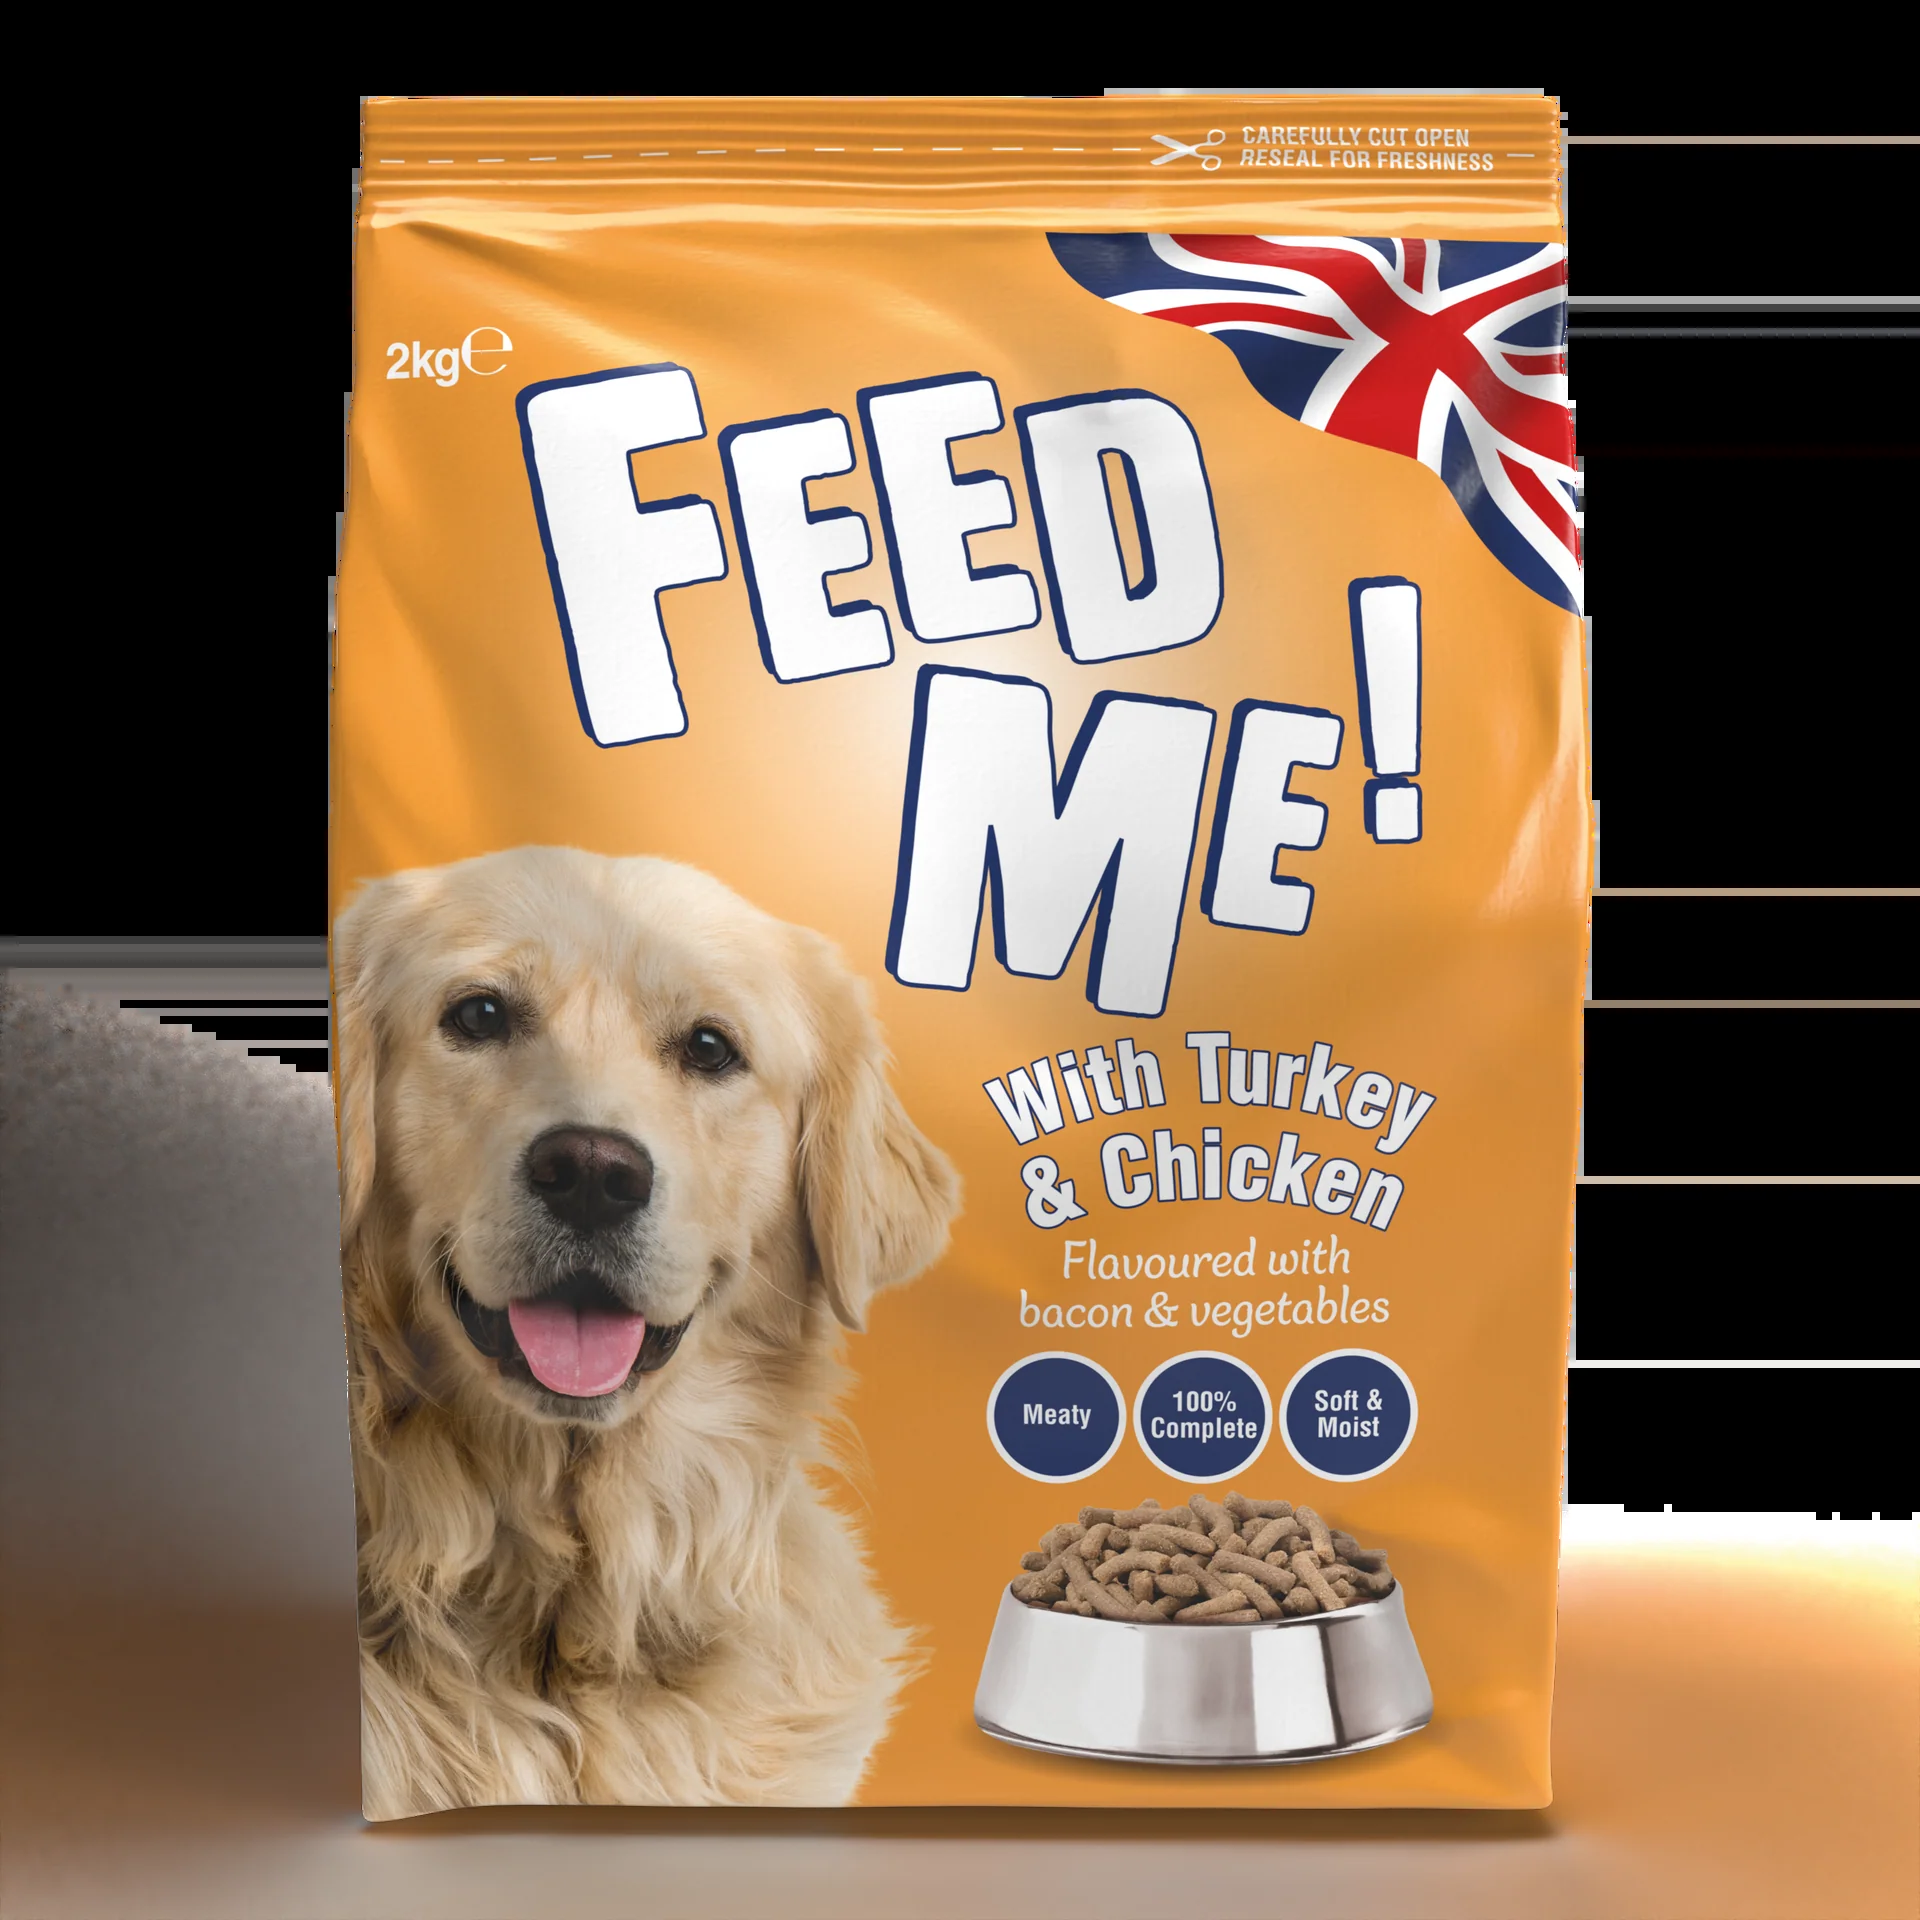 CAREFULLY CUT OPEN
RESEAL FOR FRESHNESS
2kg℮
FEED
ME!
With Turkey
& Chicken
Flavoured with
bacon & vegetables
Meaty
100%
Complete
Soft &
Moist